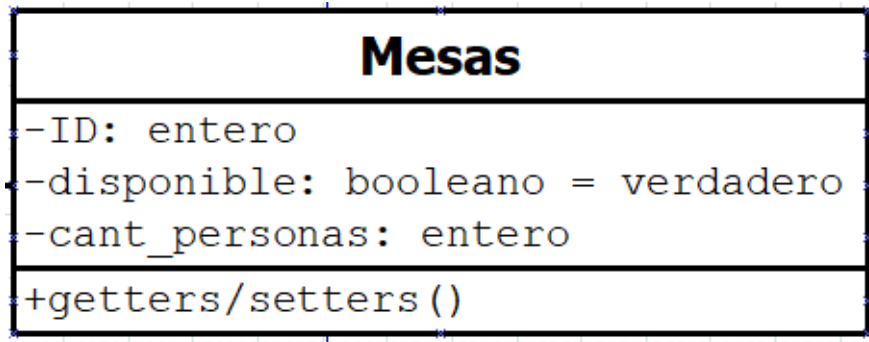 Mesas
-ID: entero
-disponible: booleano = verdadero
-cant_personas: entero
+getters/setters()